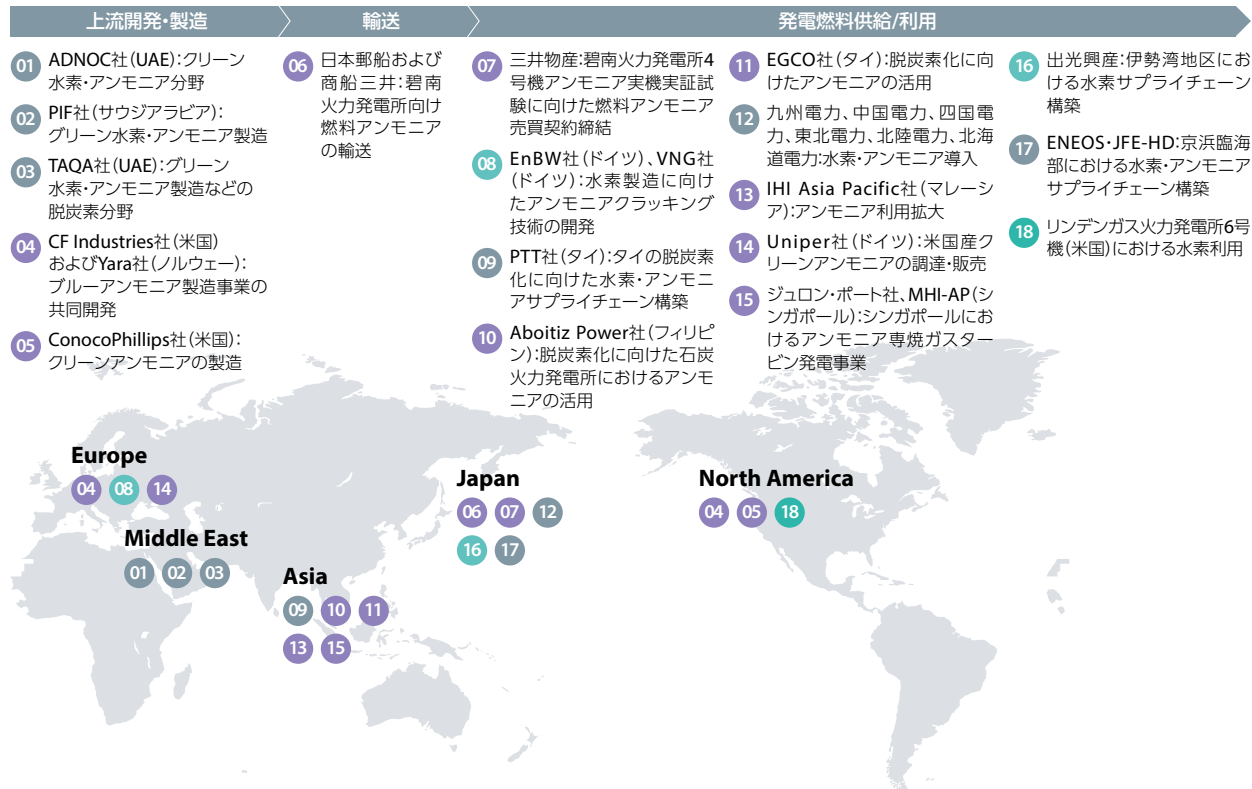 上流開発・製造
輸送
発電燃料供給/利用
01 ADNOC社(UAE):クリーン
水素・アンモニア分野
02 PIF社(サウジアラビア):
グリーン水素・アンモニア製造
03 TAQA社(UAE):グリーン
水素・アンモニア製造などの
脱炭素分野
04 CF Industries社(米国)
およびYara社(ノルウェー):
ブルーアンモニア製造事業の
共同開発
05 ConocoPhillips社(米国):
クリーンアンモニアの製造
06 日本郵船および
商船三井:碧南
火力発電所向け
燃料アンモニア
の輸送
07 三井物産:碧南火力発電所4
号機アンモニア実機実証試
験に向けた燃料アンモニア
売買契約締結
08 EnBW社(ドイツ)、VNG社
(ドイツ):水素製造に向け
たアンモニアクラッキング
技術の開発
09 PTT社(タイ):タイの脱炭素
化に向けた水素・アンモニ
アサプライチェーン構築
10 Aboitiz Power社(フィリピ
ン):脱炭素化に向けた石炭
火力発電所におけるアンモ
ニアの活用
11 EGCO社(タイ):脱炭素化に向
けたアンモニアの活用
12 九州電力、中国電力、四国電
力、東北電力、北陸電力、北海
道電力:水素・アンモニア導入
13 IHI Asia Pacific社(マレーシ
ア):アンモニア利用拡大
14 Uniper社(ドイツ):米国産ク
リーンアンモニアの調達・販売
15 ジュロン・ポート社、MHI-AP(シ
ンガポール):シンガポールにお
けるアンモニア専焼ガスター
ビン発電事業
16 出光興産:伊勢湾地区にお
ける水素サプライチェーン
構築
17 ENEOS・JFE-HD:京浜臨海
部における水素・アンモニア
サプライチェーン構築
18 リンデンガス火力発電所6号
機(米国)における水素利用
Europe
04 08 14
Middle East
01 02 03
Asia
09 10 11
13 15
Japan
06 07 12
16 17
North America
04 05 18